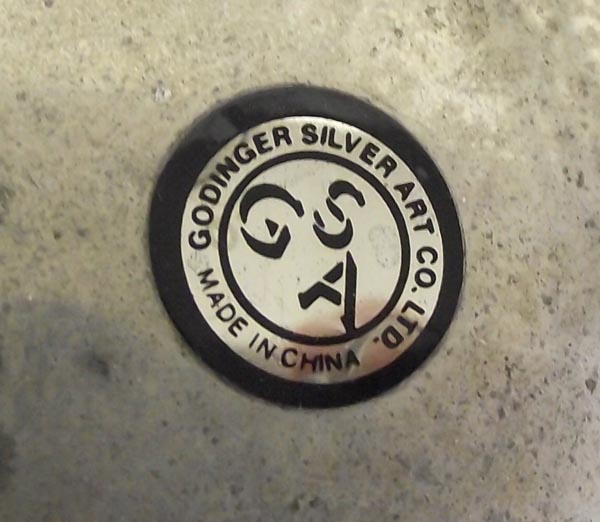 GODINGER SILVER ART CO. LTD.
GSA
MADE IN CHINA